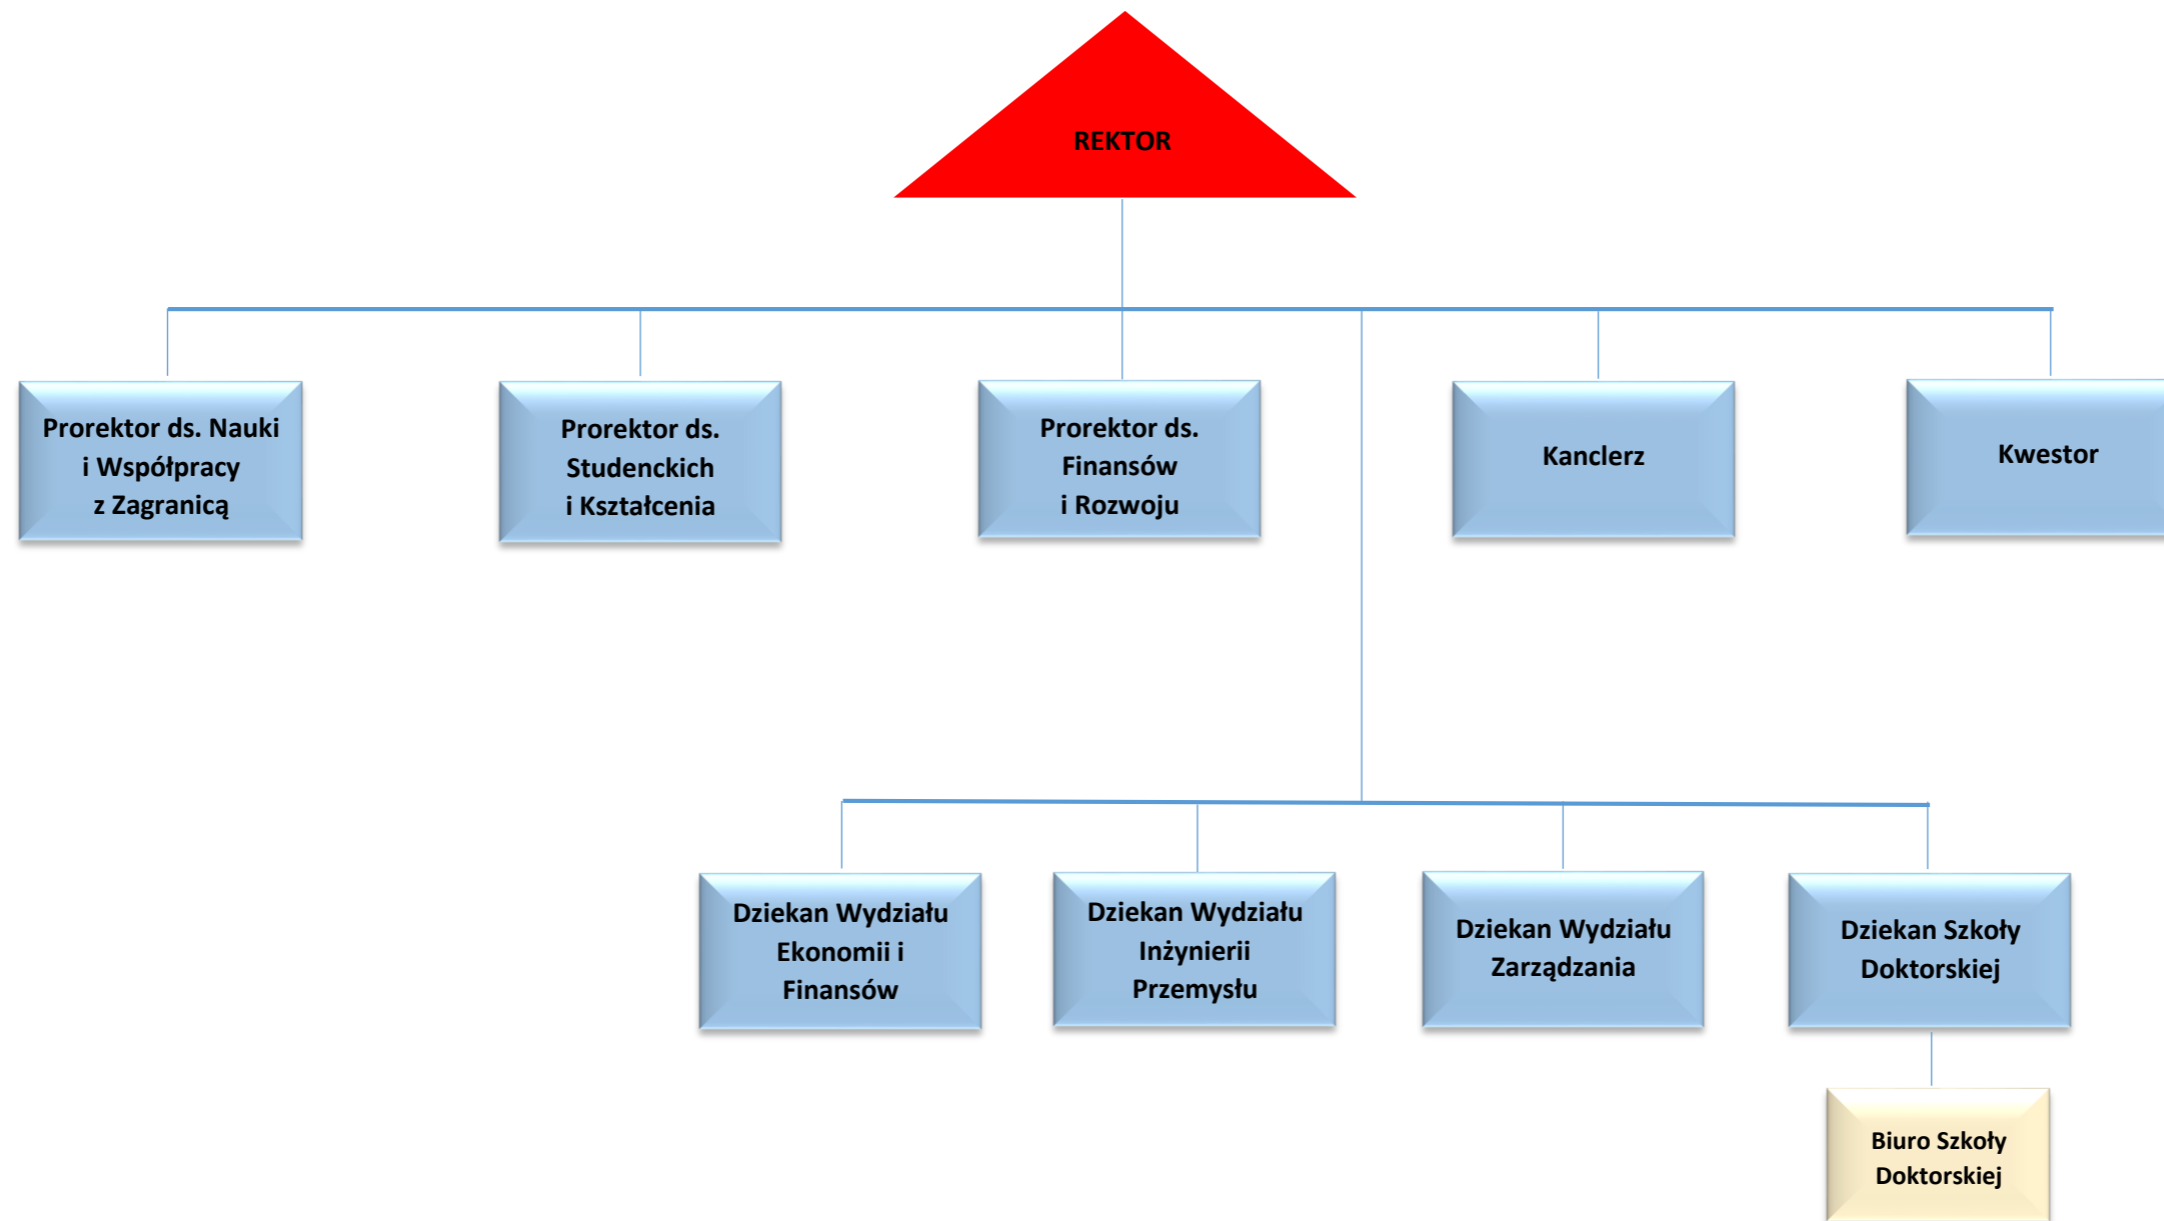 REKTOR
Prorektor ds. Nauki
i Współpracy
z Zagranicą
Prorektor ds.
Studenckich
i Kształcenia
Prorektor ds.
Finansów
i Rozwoju
Kanclerz
Kwestor
Dziekan Wydziału
Ekonomii i
Finansów
Dziekan Wydziału
Inżynierii
Przemysłu
Dziekan Wydziału
Zarządzania
Dziekan Szkoły
Doktorskiej
Biuro Szkoły
Doktorskiej